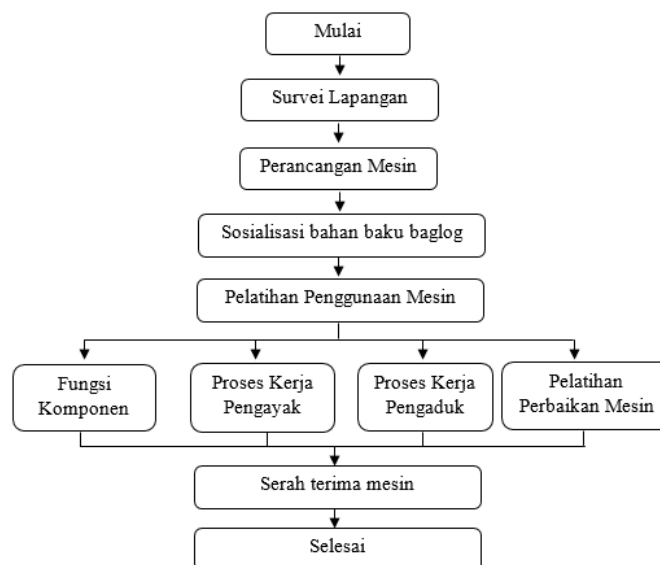 Mulai
Survei Lapangan
Perancangan Mesin
Sosialisasi bahan baku baglog
Pelatihan Penggunaan Mesin
Fungsi
Komponen
Proses Kerja
Pengayak
Proses Kerja
Pengaduk
Pelatihan
Perbaikan Mesin
Serah terima mesin
Selesai